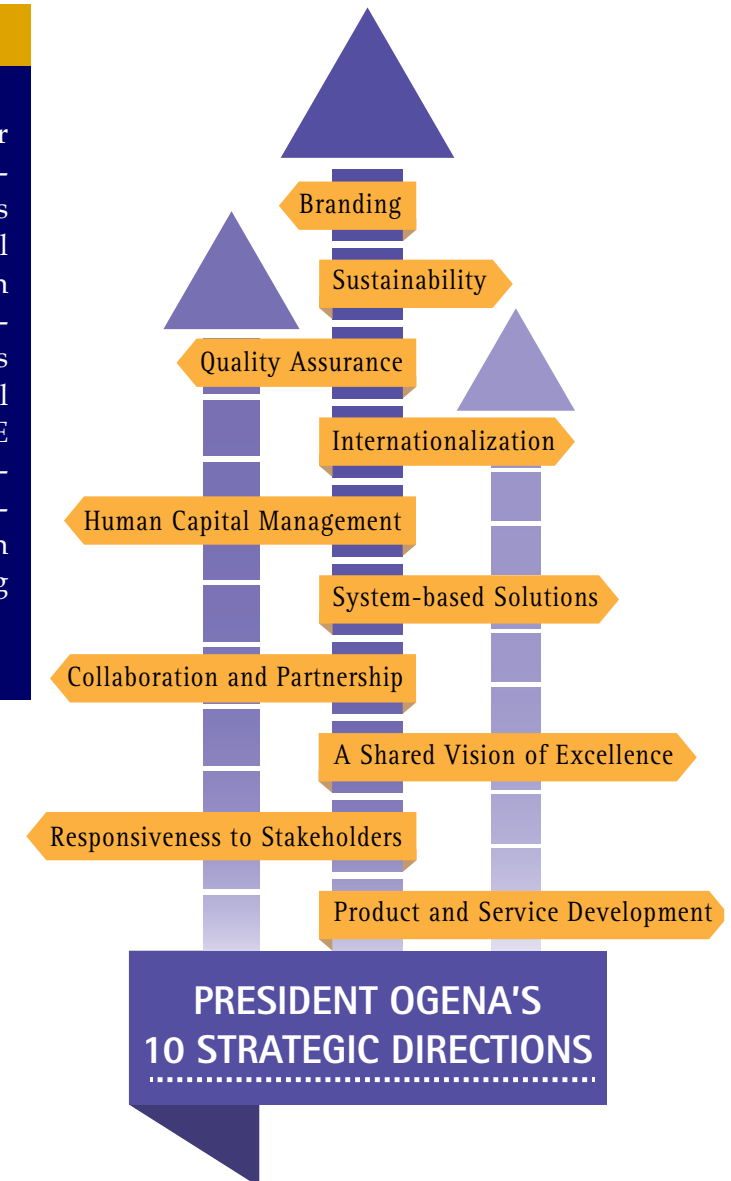 r
-
s
l
n
-
s
l
E
-
-
n
g
Branding
Sustainability
Quality Assurance
Internationalization
Human Capital Management
System-based Solutions
Collaboration and Partnership
A Shared Vision of Excellence
Responsiveness to Stakeholders
Product and Service Development
PRESIDENT OGENA'S
10 STRATEGIC DIRECTIONS